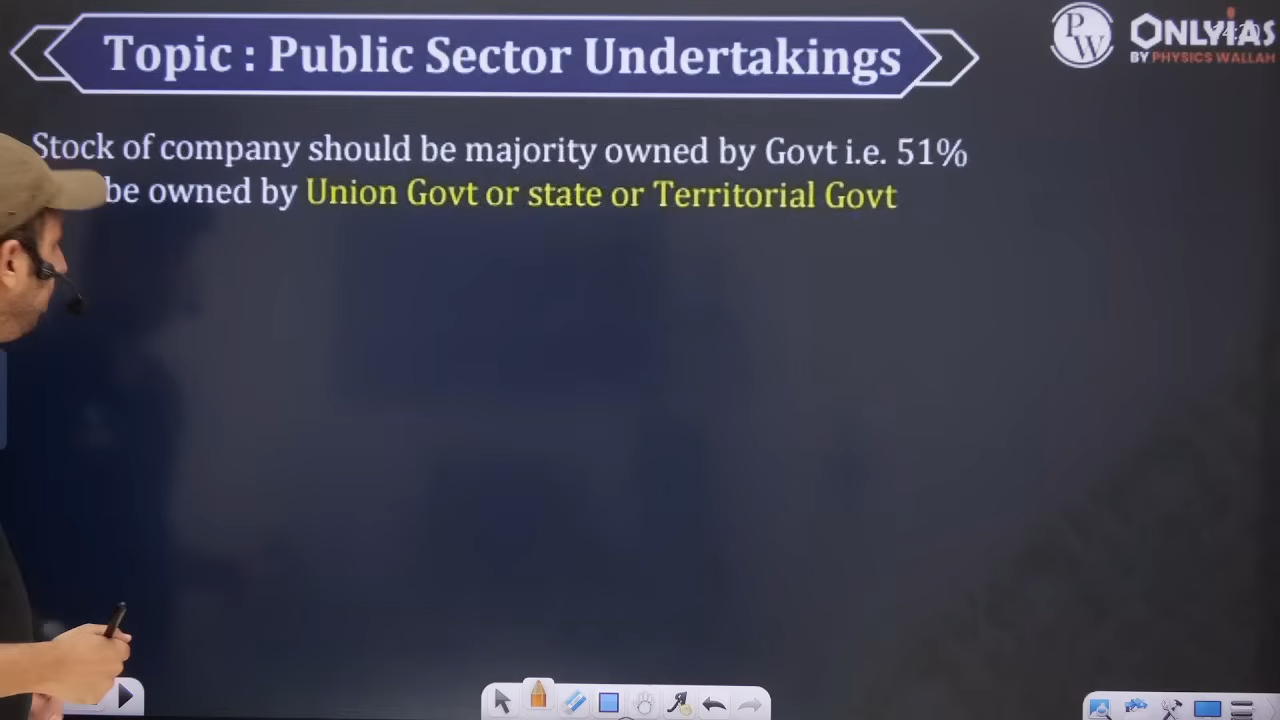 Topic : Public Sector Undertakings
PW
ONLYIAS
BY PHYSICS WALLAH
Stock of company should be majority owned by Govt i.e. 51%
be owned by Union Govt or state or Territorial Govt